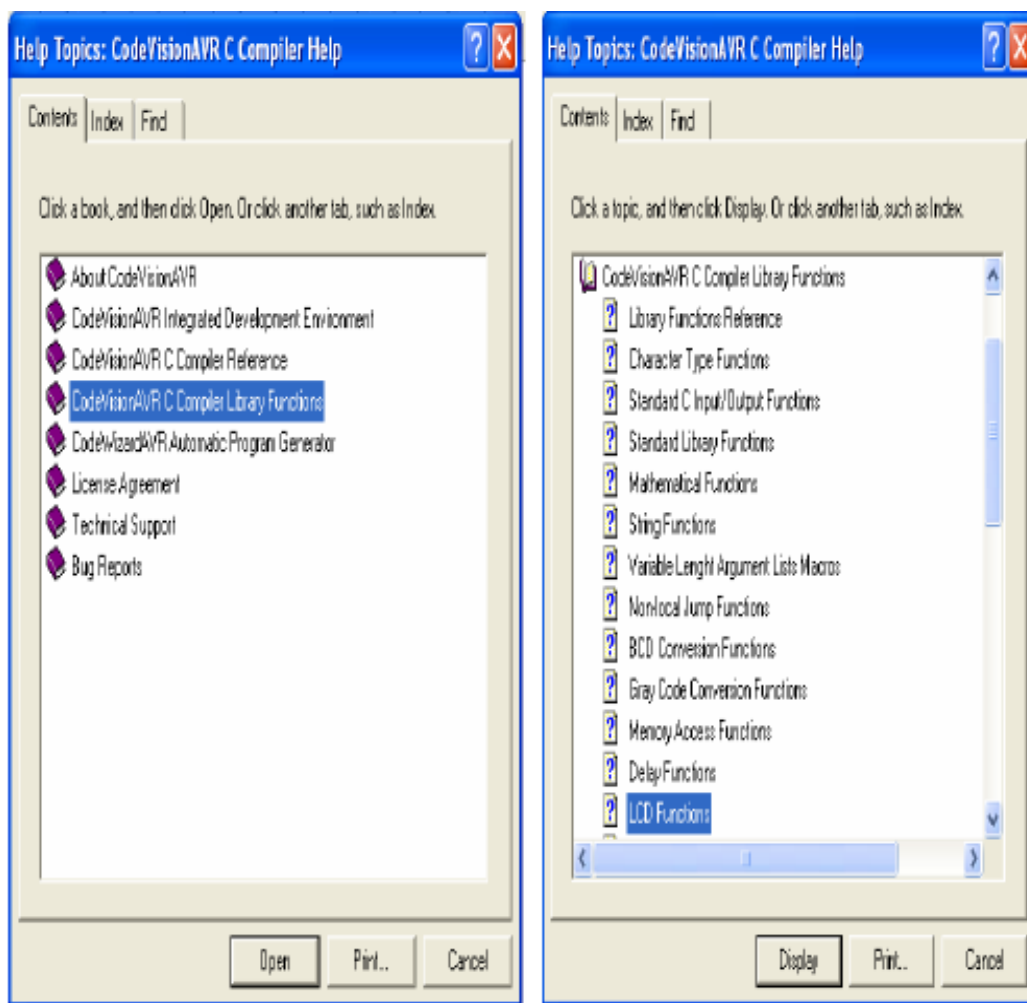 Help Topics: CodeVisionAVR C Compiler Help
Contents Index Find
Click a book, and then click Open. Or click another tab, such as Index.
About CodeVisionAVR
CodeVisionAVR Integrated Development Environment
CodeVisionAVR C Compiler Reference
CodeVisionAVR C Compiler Library Functions
CodeWizardAVR Automatic Program Generator
License Agreement
Technical Support
Bug Reports
Open Print... Cancel
Help Topics: CodeVisionAVR C Compiler Help
Contents Index Find
Click a topic, and then click Display. Or click another tab, such as Index.
CodeVisionAVR C Compiler Library Functions
Library Functions Reference
Character Type Functions
Standard C Input/Output Functions
Standard Library Functions
Mathematical Functions
String Functions
Variable Lenght Argument Lists Macros
Non-local Jump Functions
BCD Conversion Functions
Gray Code Conversion Functions
Memory Access Functions
Delay Functions
LCD Functions
Display Print... Cancel